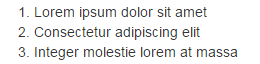 1. Lorem ipsum dolor sit amet
2. Consectetur adipiscing elit
3. Integer molestie lorem at massa